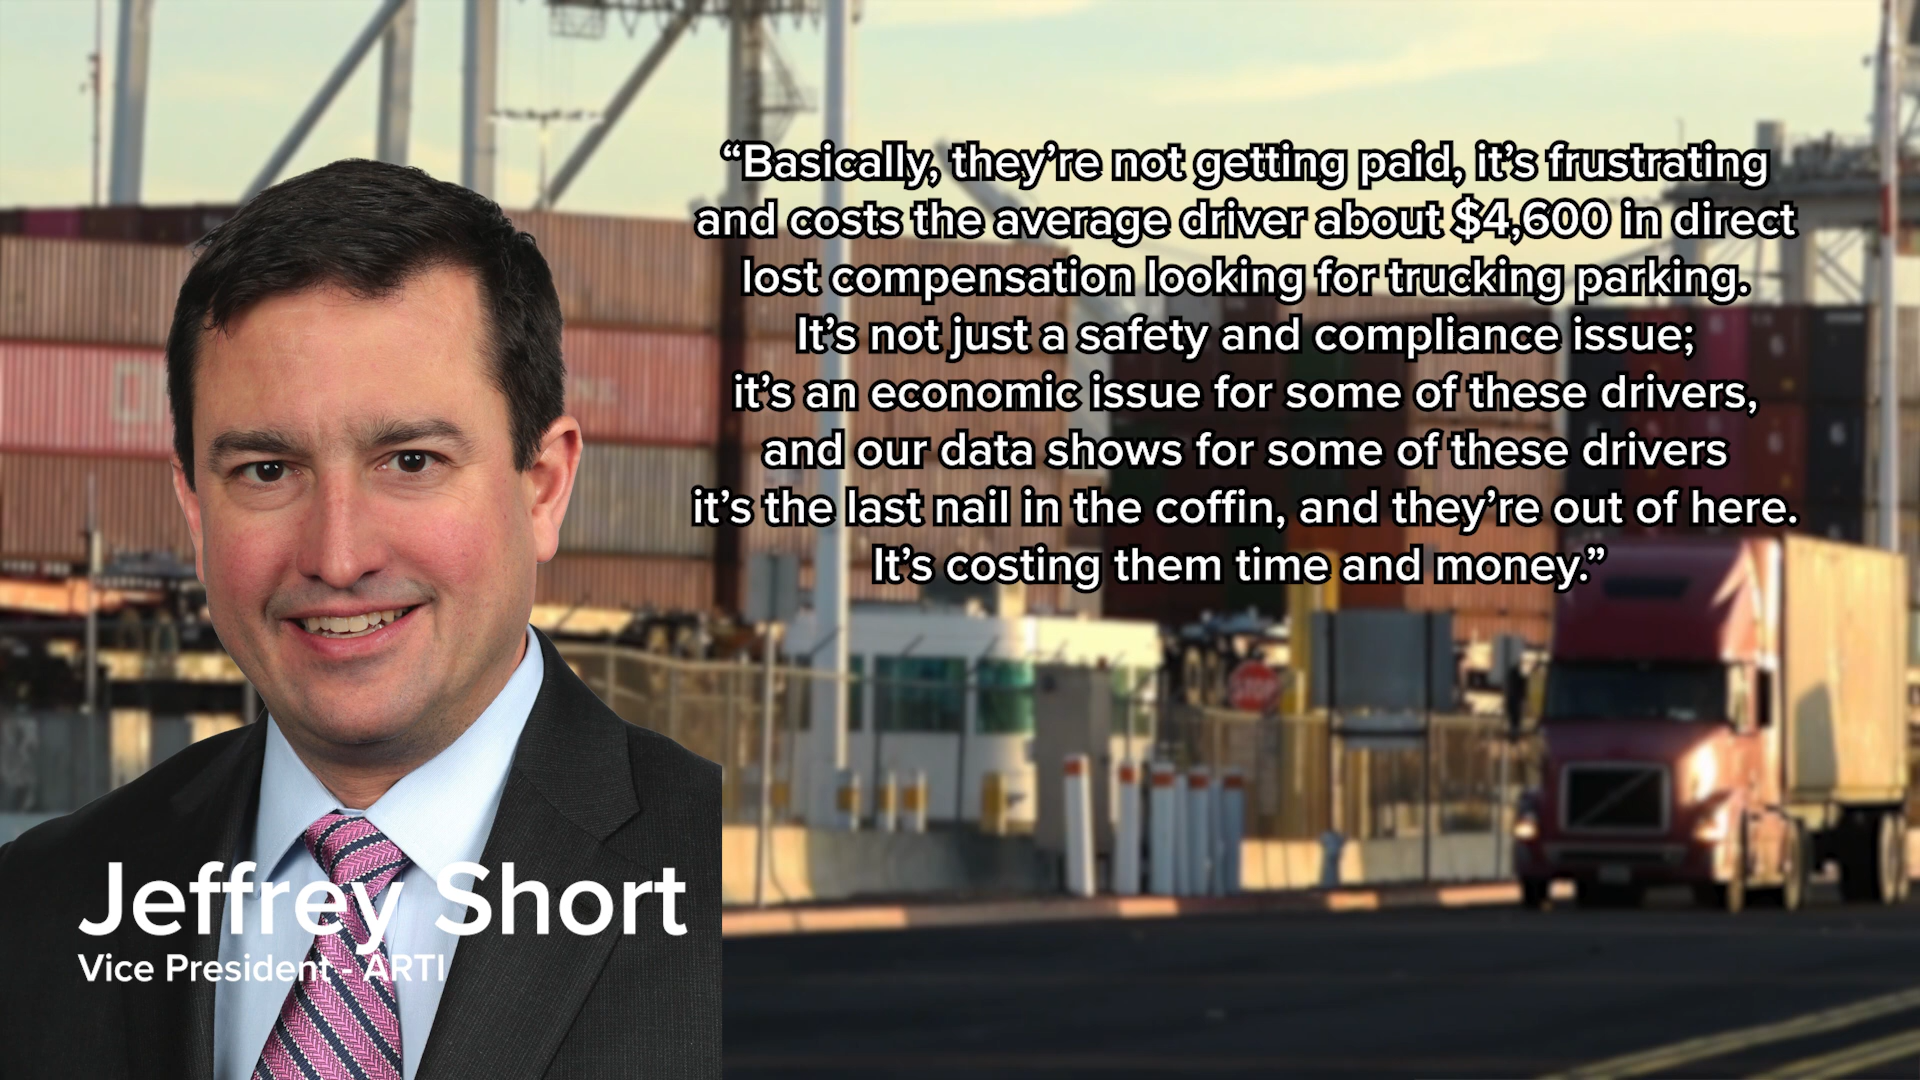 “Basically, they’re not getting paid, it’s frustrating
and costs the average driver about $4,600 in direct
lost compensation looking for trucking parking.
It’s not just a safety and compliance issue;
it’s an economic issue for some of these drivers,
and our data shows for some of these drivers
it’s the last nail in the coffin, and they’re out of here.
It’s costing them time and money.”
STOP
Jeffrey Short
Vice President - ARTI